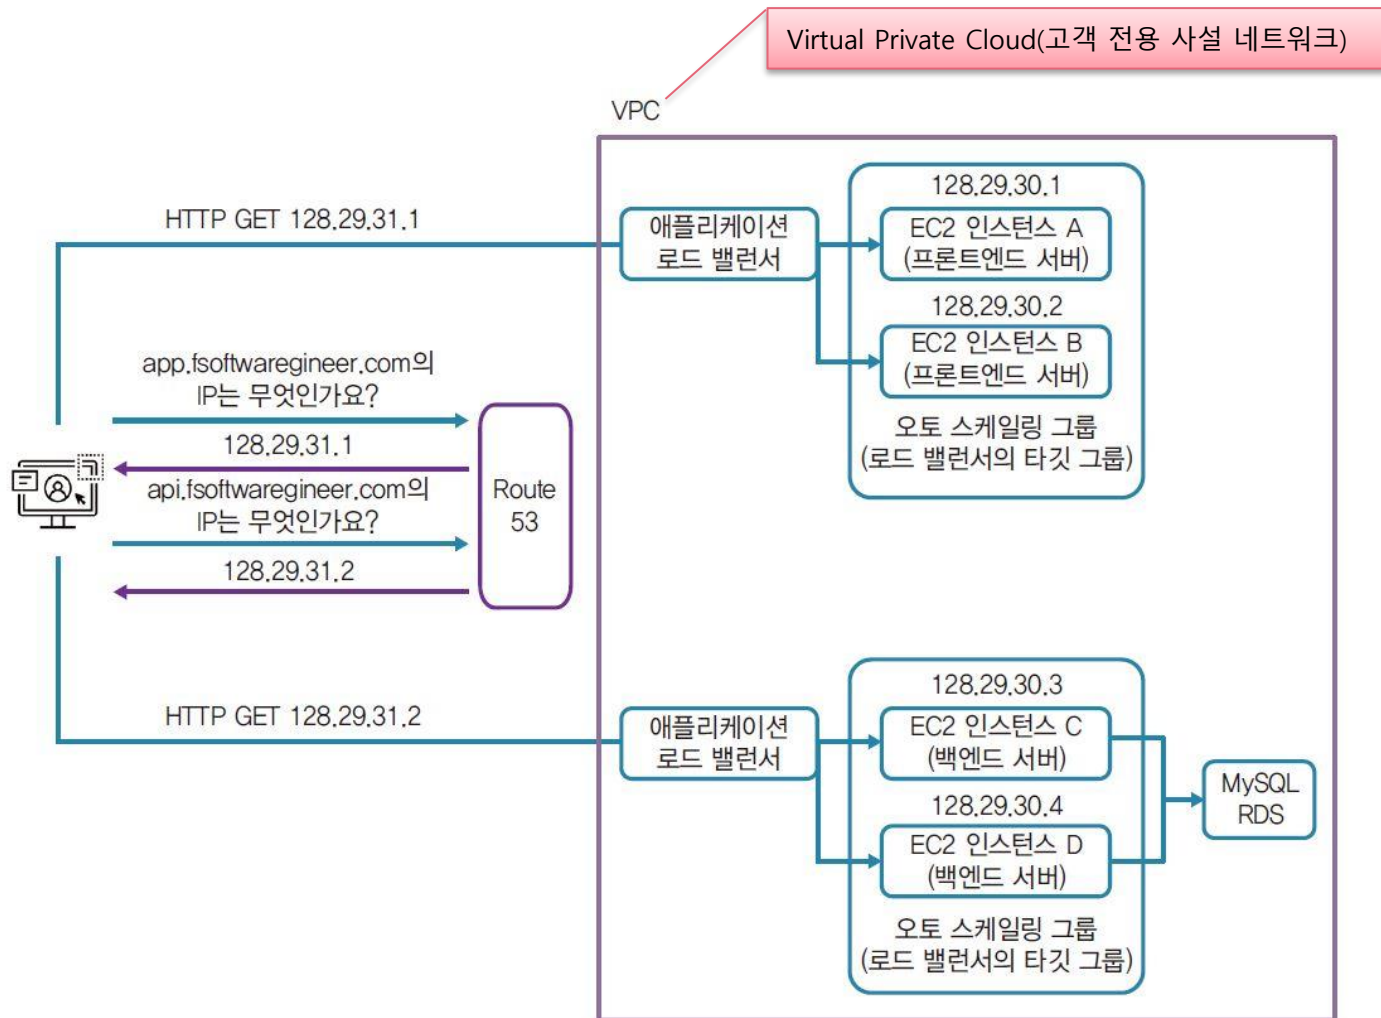 Virtual Private Cloud(고객 전용 사설 네트워크)
VPC
HTTP GET 128.29.31.1
애플리케이션
로드 밸런서
128.29.30.1
EC2 인스턴스 A
(프론트엔드 서버)
128.29.30.2
EC2 인스턴스 B
(프론트엔드 서버)
오토 스케일링 그룹
(로드 밸런서의 타깃 그룹)
app.fsoftwaregineer.com의
IP는 무엇인가요?
128.29.31.1
api.fsoftwaregineer.com의
IP는 무엇인가요?
128.29.31.2
Route
53
HTTP GET 128.29.31.2
애플리케이션
로드 밸런서
128.29.30.3
EC2 인스턴스 C
(백엔드 서버)
128.29.30.4
EC2 인스턴스 D
(백엔드 서버)
오토 스케일링 그룹
(로드 밸런서의 타깃 그룹)
MySQL
RDS